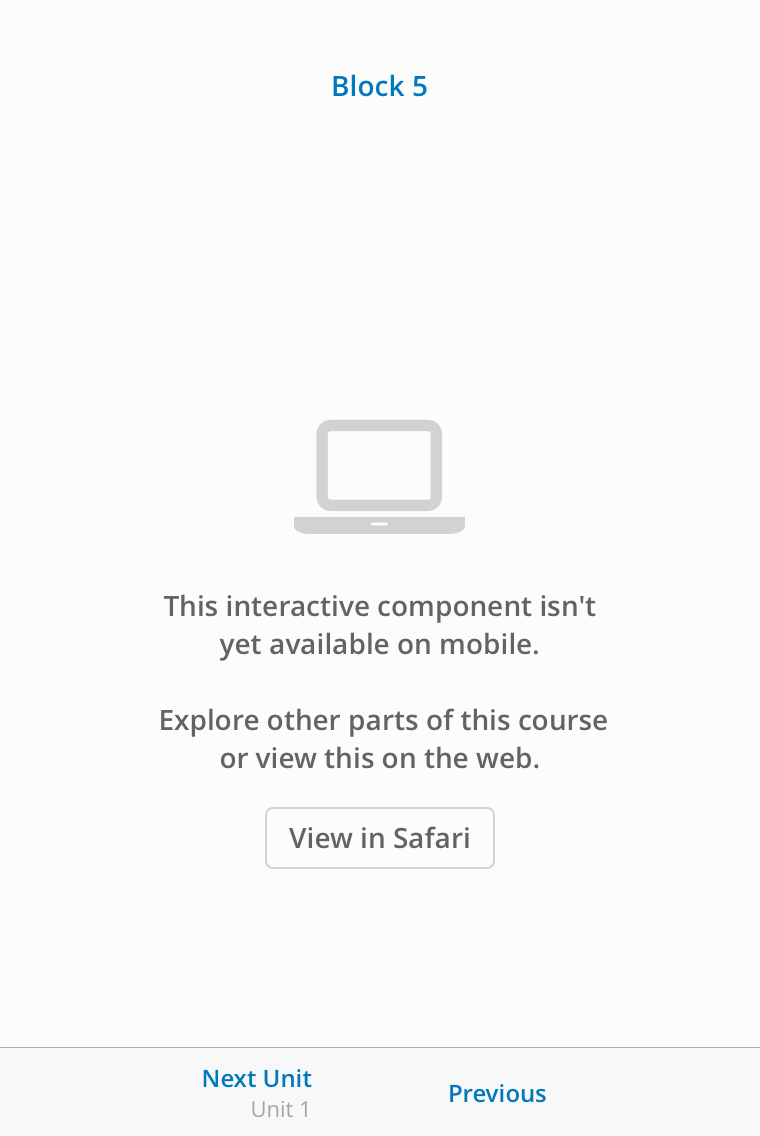 Block 5
This interactive component isn't
yet available on mobile.
Explore other parts of this course
or view this on the web.
View in Safari
Next Unit
Unit 1
Previous